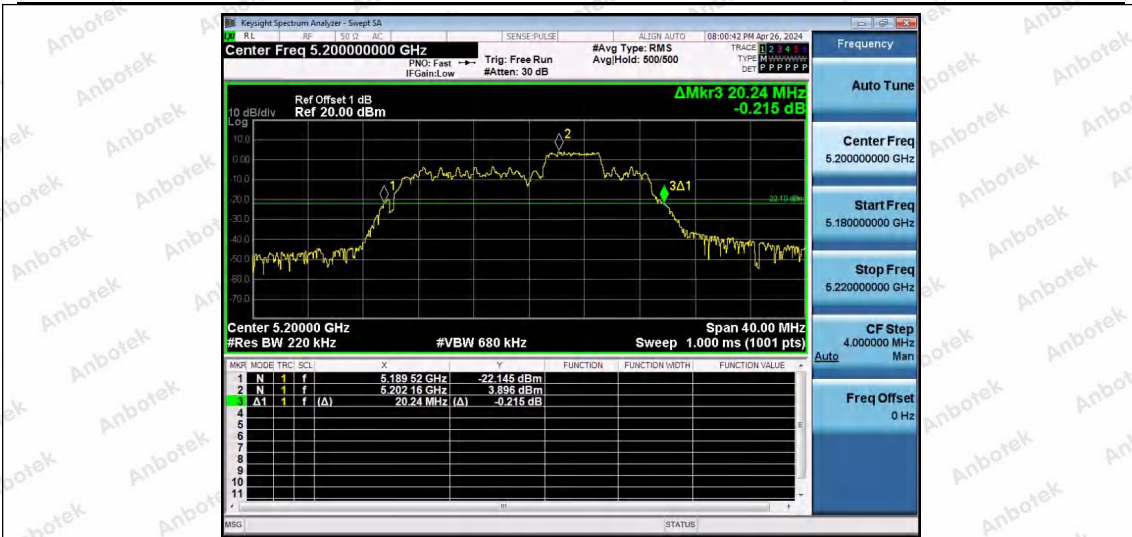 Keysight Spectrum Analyzer - Swept SA
RL RF 50 Ω AC SENSE:PULSE ALIGN AUTO 08:00:42 PM Apr 26, 2024
Center Freq 5.200000000 GHz
PNO: Fast
IFGain:Low
Trig: Free Run
#Atten: 30 dB
#Avg Type: RMS
Avg|Hold: 500/500
TRACE 1 2 3 4 5 6
TYPE M W W W W W
DET P P P P P P
Frequency
ΔMkr3 20.24 MHz
-0.215 dB
10 dB/div
Log
Ref Offset 1 dB
Ref 20.00 dBm
10.0
0.00
-10.0
-20.0
-30.0
-40.0
-50.0
-60.0
-70.0
1
2
3Δ1
-22.10 dBm
Center 5.20000 GHz
Span 40.00 MHz
#Res BW 220 kHz
#VBW 680 kHz
Sweep 1.000 ms (1001 pts)
MKR MODE TRC SCL X Y FUNCTION FUNCTION WIDTH FUNCTION VALUE
1 N 1 f 5.189 52 GHz -22.145 dBm
2 N 1 f 5.202 16 GHz 3.896 dBm
3 Δ1 1 f (Δ) 20.24 MHz (Δ) -0.215 dB
4
5
6
7
8
9
10
11
MSG STATUS
Auto Tune
Center Freq
5.200000000 GHz
Start Freq
5.180000000 GHz
Stop Freq
5.220000000 GHz
CF Step
4.000000 MHz
Auto Man
Freq Offset
0 Hz
Anbotek